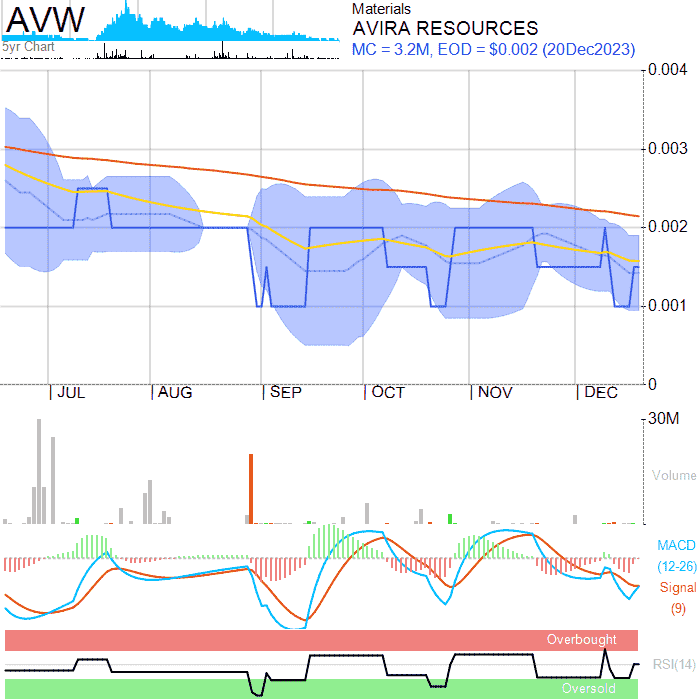 AVW
5yr Chart
Materials
AVIRA RESOURCES
MC = 3.2M, EOD = $0.002 (20Dec2023)
0.004
0.003
0.002
0.001
0
JUL AUG SEP OCT NOV DEC
30M
Volume
MACD
(12-26)
Signal
(9)
Overbought
RSI(14)
Oversold